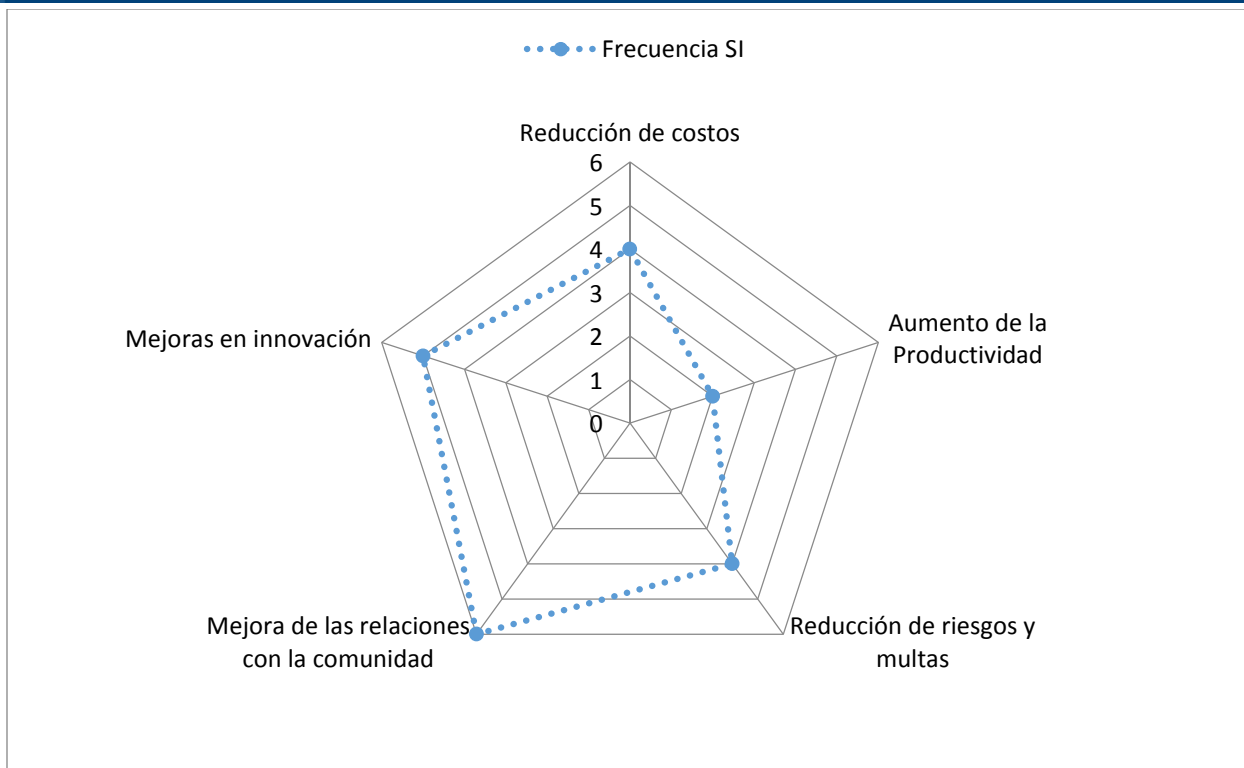 Frecuencia SI
Reducción de costos
6
5
4
3
2
1
0
Aumento de la
Productividad
Reducción de riesgos y
multas
Mejora de las relaciones
con la comunidad
Mejoras en innovación